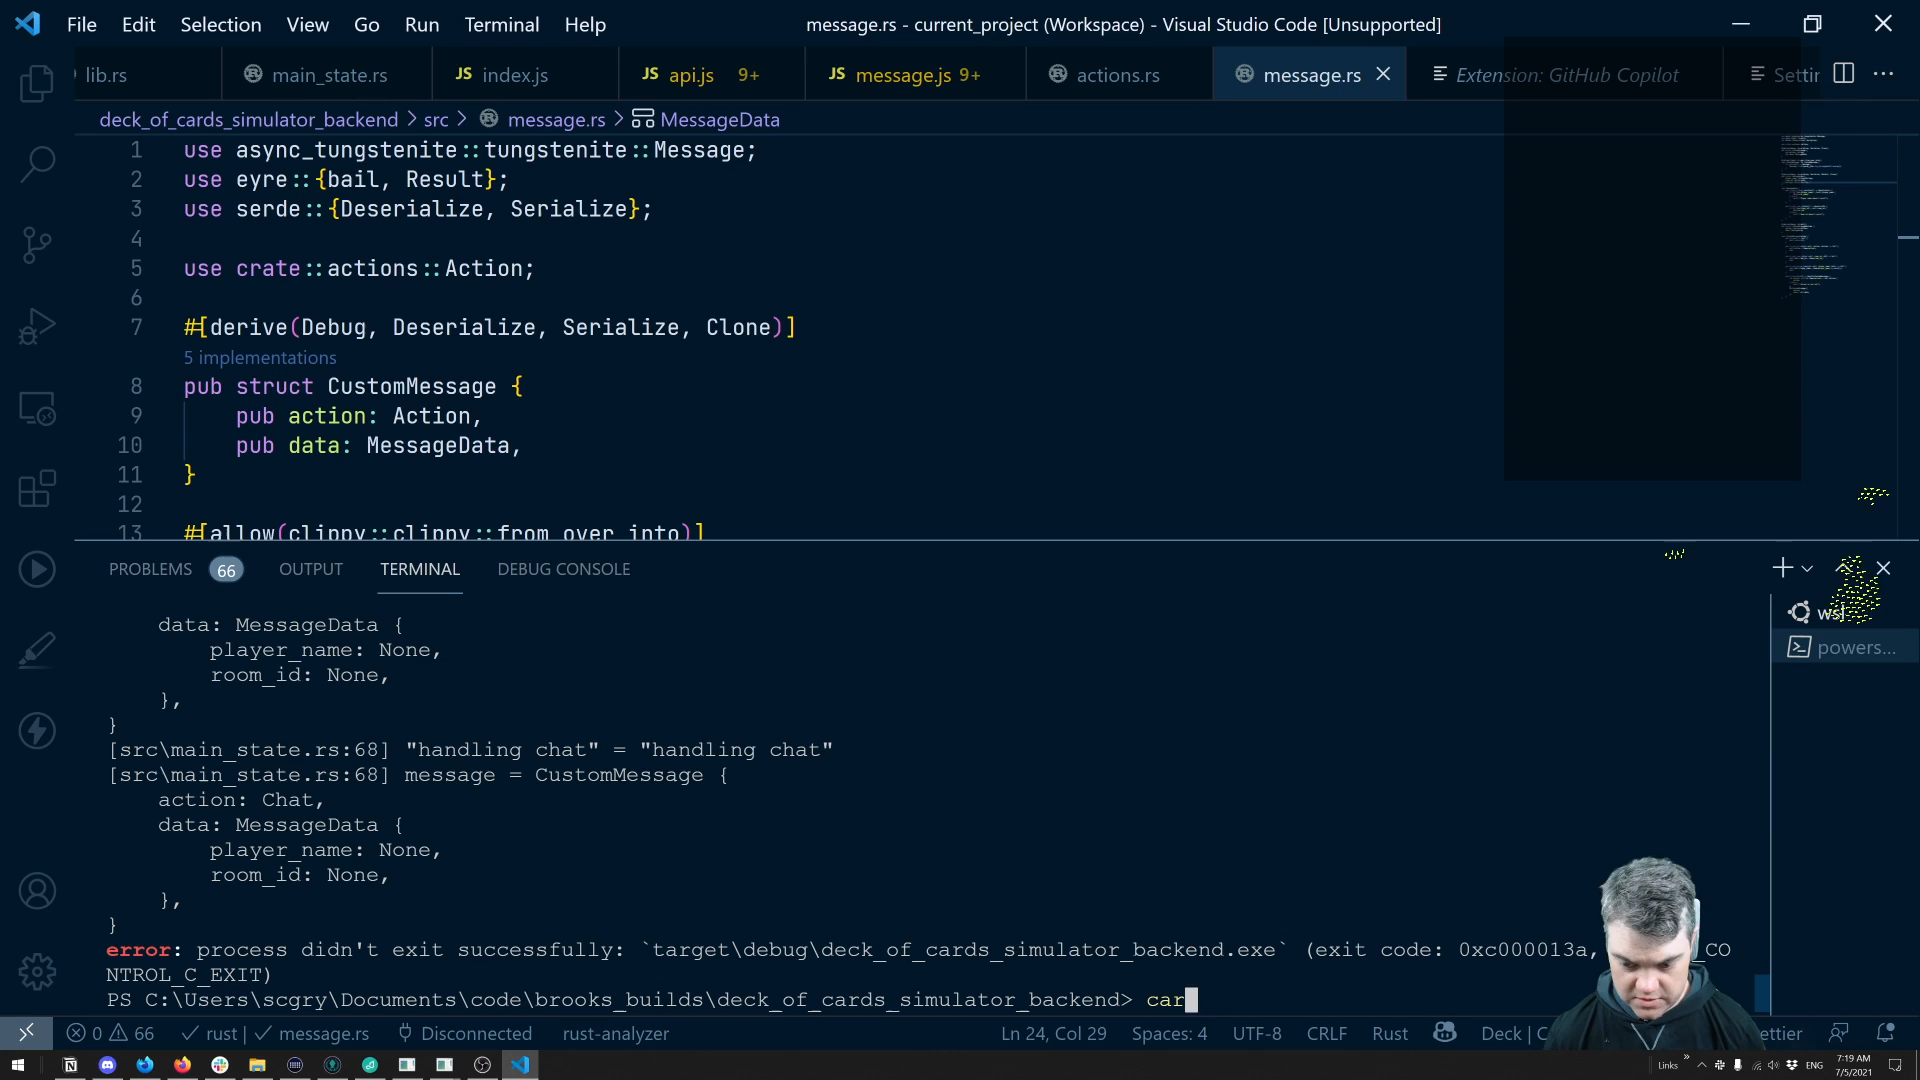 File Edit Selection View Go Run Terminal Help message.rs - current_project (Workspace) - Visual Studio Code [Unsupported]
lib.rs main_state.rs JS index.js JS api.js 9+ JS message.js 9+ actions.rs message.rs Extension: GitHub Copilot Settin
deck_of_cards_simulator_backend > src > message.rs > MessageData
1 use async_tungstenite::tungstenite::Message;
2 use eyre::{bail, Result};
3 use serde::{Deserialize, Serialize};
4
5 use crate::actions::Action;
6
7 #[derive(Debug, Deserialize, Serialize, Clone)]
5 implementations
8 pub struct CustomMessage {
9 pub action: Action,
10 pub data: MessageData,
11 }
12
13 #[allow(clippy::clippy::from_over_into)]
PROBLEMS 66 OUTPUT TERMINAL DEBUG CONSOLE
wsl
powers...
data: MessageData {
player_name: None,
room_id: None,
},
}
[src\main_state.rs:68] "handling chat" = "handling chat"
[src\main_state.rs:68] message = CustomMessage {
action: Chat,
data: MessageData {
player_name: None,
room_id: None,
},
}
error: process didn't exit successfully: `target\debug\deck_of_cards_simulator_backend.exe` (exit code: 0xc000013a, _CO
NTROL_C_EXIT)
PS C:\Users\scgry\Documents\code\brooks_builds\deck_of_cards_simulator_backend> car
0 66 rust | message.rs Disconnected rust-analyzer Ln 24, Col 29 Spaces: 4 UTF-8 CRLF Rust Deck | C ettier
Links » ENG 7:19 AM
7/5/2021